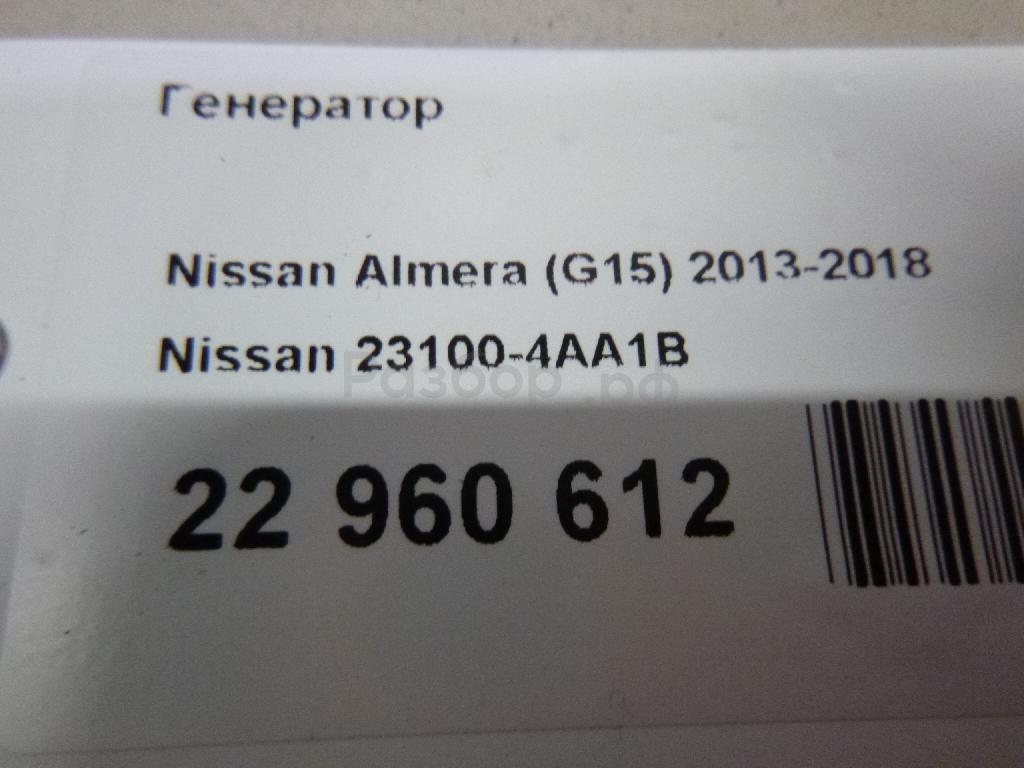 Генератор
Nissan Almera (G15) 2013-2018
Nissan 23100-4AA1B
Разбор.рф
22 960 612